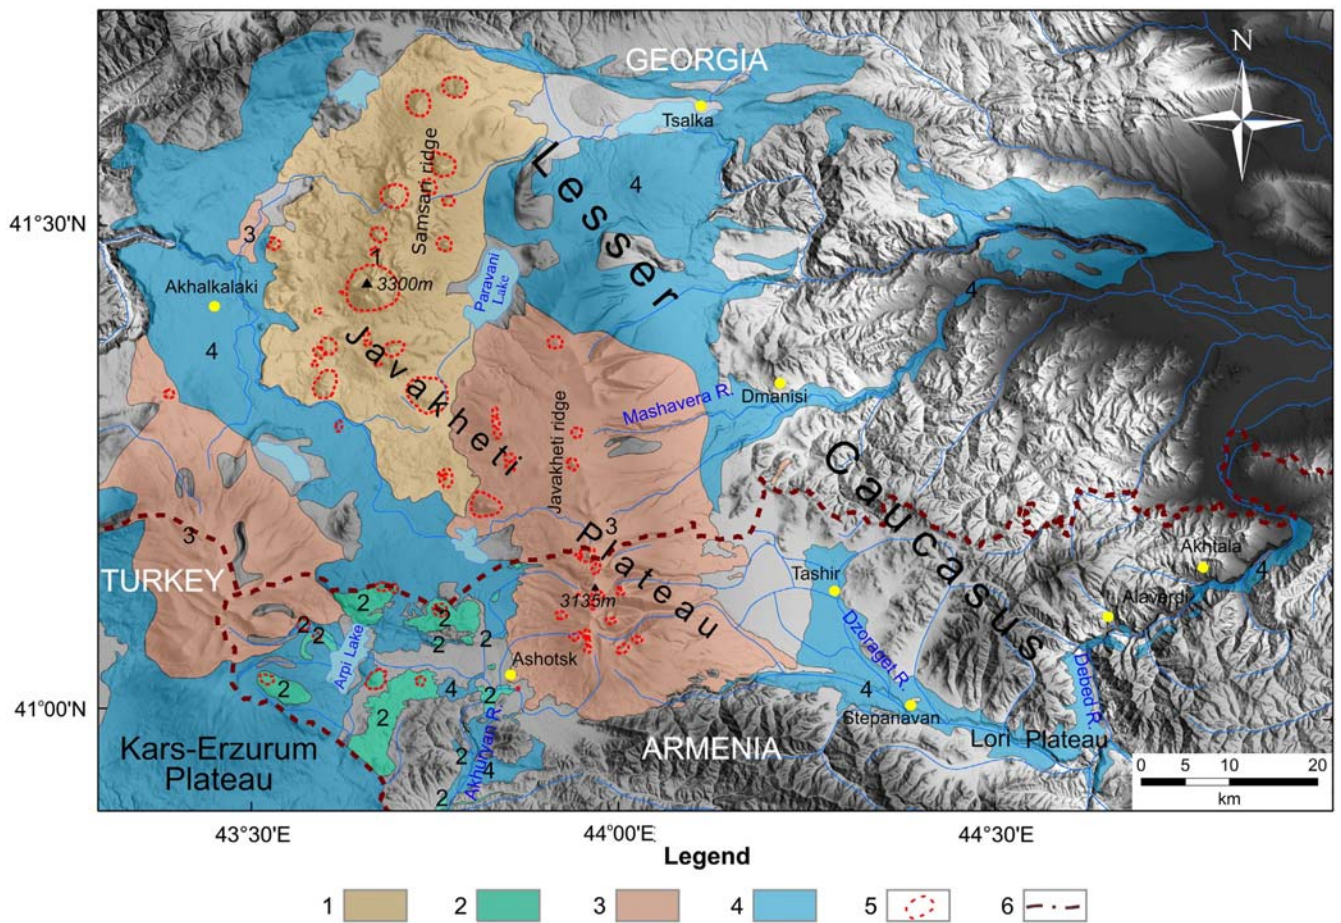 GEORGIA
N
Tsalka
Lesser
4
Samsari ridge
41°30'N
3
1
3300m
Paravani
Lake
Akhalkalaki
4
4
Javakheti
Mashavera R.
Dmanisi
Javakheti ridge
Caucasus
3
3
Plateau
TURKEY
Tashir
Akhtala
4
Alaverdi
3135m
2
2
2
2
2
2
Arpi Lake
Ashotsk
Dzoraget R.
Debed R.
2
4
2
4
41°00'N
2
Stepanavan
Kars-Erzurum
Plateau
Akhuryan R.
ARMENIA
Lori Plateau
2
4
2
0 5 10 20
km
43°30'E
44°00'E
44°30'E
Legend
1
2
3
4
5
6